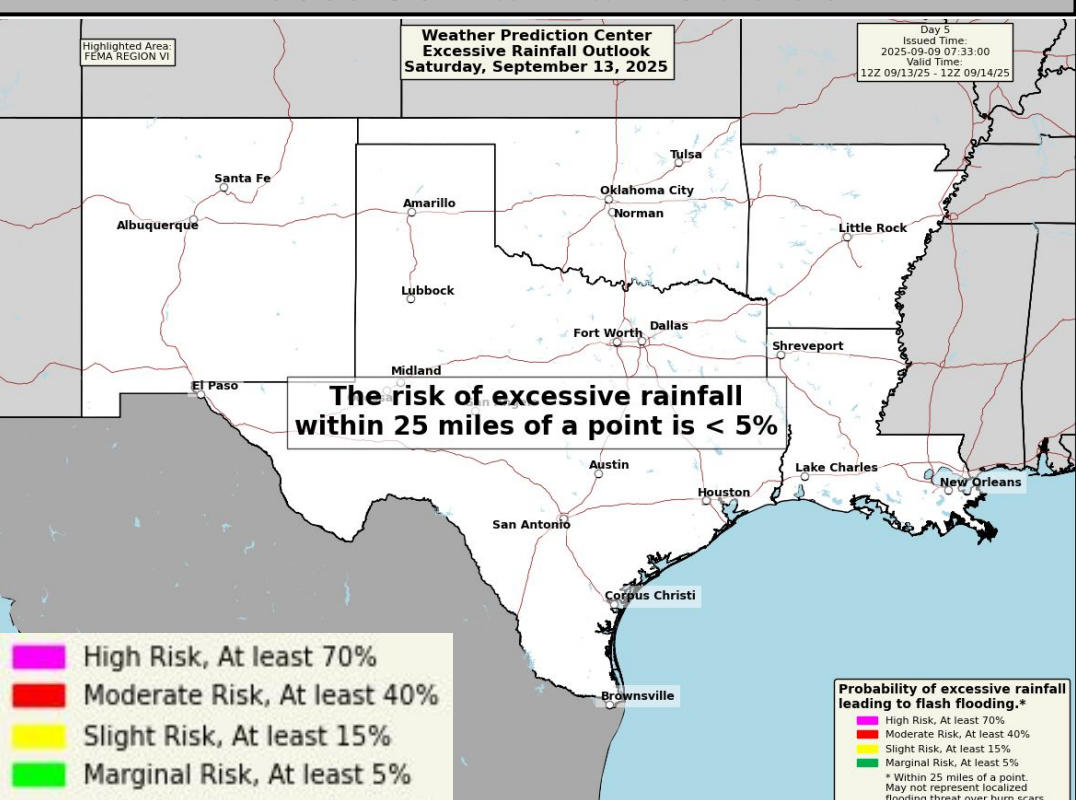 Highlighted Area:
FEMA REGION VI
Weather Prediction Center
Excessive Rainfall Outlook
Saturday, September 13, 2025
Day 5
Issued Time:
2025-09-09 07:33:00
Valid Time:
12Z 09/13/25 - 12Z 09/14/25
Tulsa
Santa Fe
Oklahoma City
Amarillo
Norman
Albuquerque
Little Rock
Lubbock
Dallas
Fort Worth
Shreveport
Midland
El Paso
The risk of excessive rainfall
within 25 miles of a point is < 5%
Austin
Lake Charles
New Orleans
Houston
San Antonio
Corpus Christi
Brownsville
High Risk, At least 70%
Moderate Risk, At least 40%
Slight Risk, At least 15%
Marginal Risk, At least 5%
Probability of excessive rainfall
leading to flash flooding.*
High Risk, At least 70%
Moderate Risk, At least 40%
Slight Risk, At least 15%
Marginal Risk, At least 5%
* Within 25 miles of a point.
May not represent localized
flooding threat over burn scars